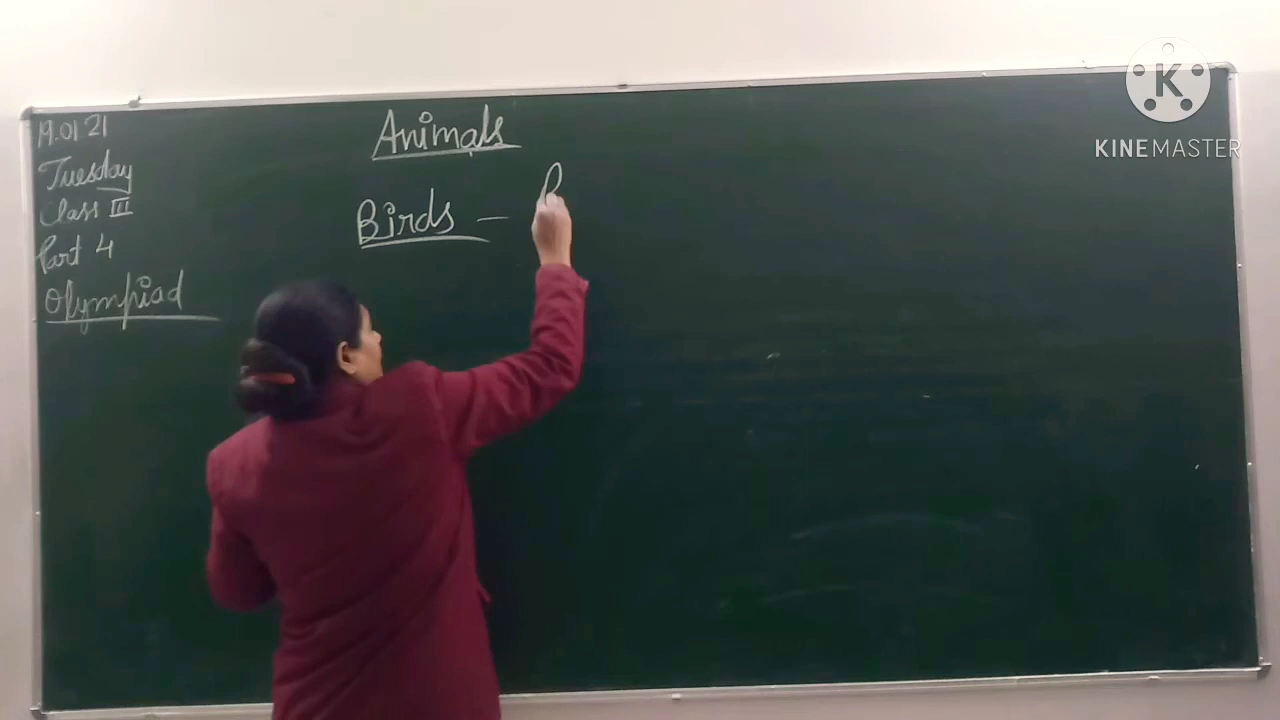 19.01 21
Tuesday
Class III
Part 4
Olympiad
Animals
Birds –
K
KINEMASTER